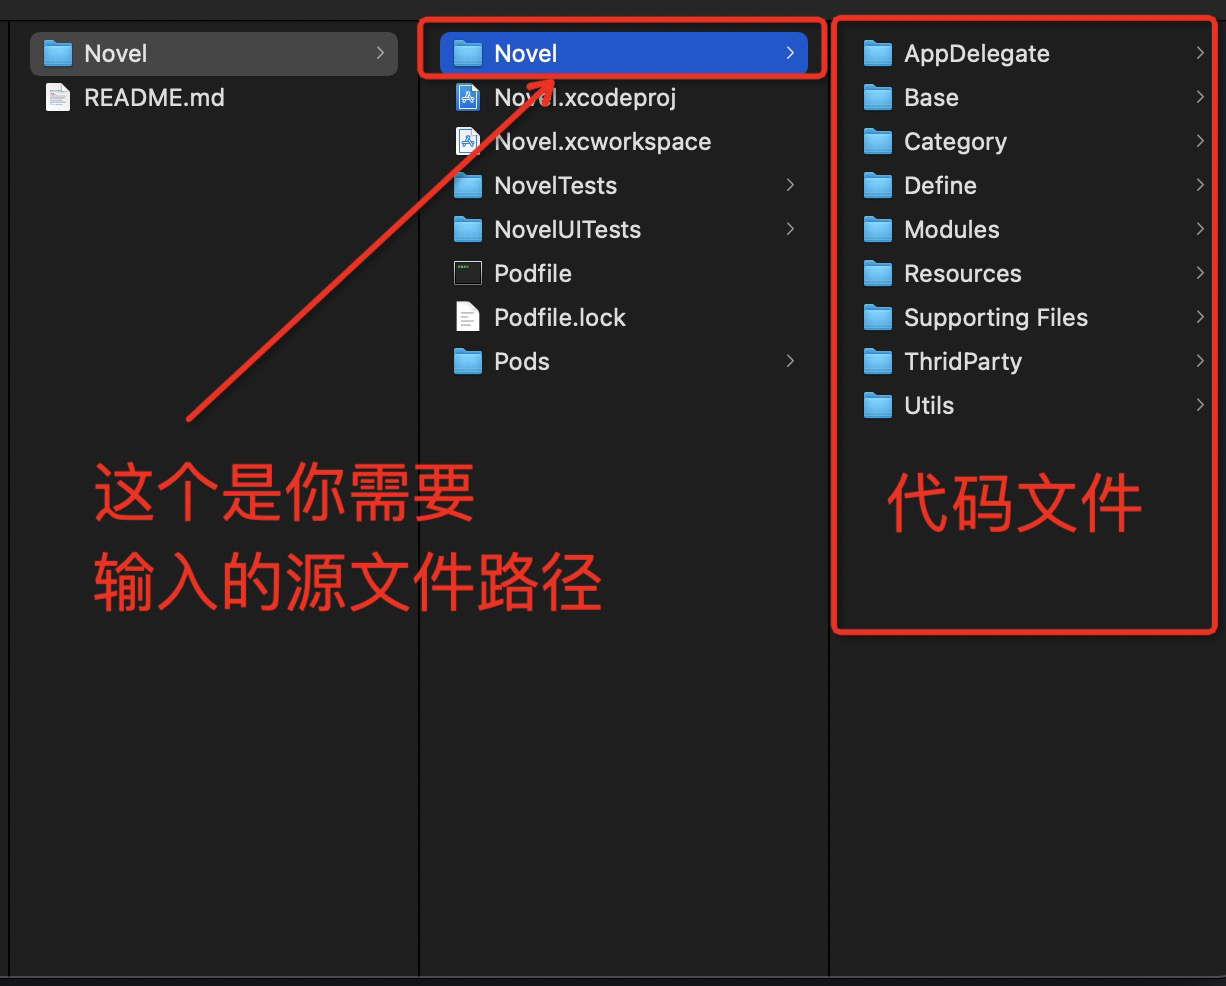 Novel
README.md
Novel
Novel.xcodeproj
Novel.xcworkspace
NovelTests
NovelUITests
Podfile
Podfile.lock
Pods
AppDelegate
Base
Category
Define
Modules
Resources
Supporting Files
ThridParty
Utils
这个是你需要
输入的源文件路径
代码文件